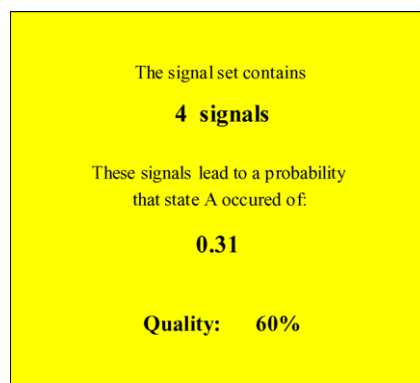 The signal set contains
4 signals
These signals lead to a probability
that state A occured of:
0.31
Quality: 60%